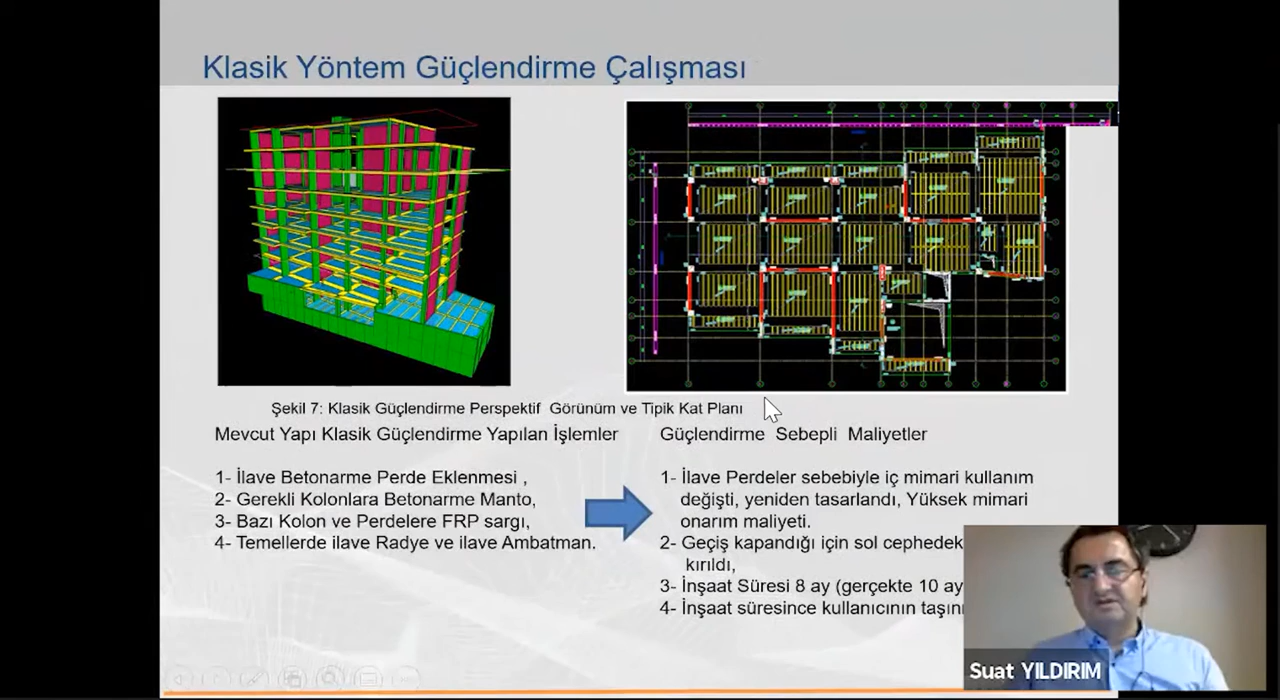 Klasik Yöntem Güçlendirme Çalışması
Şekil 7: Klasik Güçlendirme Perspektif Görünüm ve Tipik Kat Planı
Mevcut Yapı Klasik Güçlendirme Yapılan İşlemler
1- İlave Betonarme Perde Eklenmesi ,
2- Gerekli Kolonlara Betonarme Manto,
3- Bazı Kolon ve Perdelere FRP sargı,
4- Temellerde ilave Radye ve ilave Ambatman.
Güçlendirme Sebepli Maliyetler
1- İlave Perdeler sebebiyle iç mimari kullanım
değişti, yeniden tasarlandı, Yüksek mimari
onarım maliyeti.
2- Geçiş kapandığı için sol cephedek
kırıldı,
3- İnşaat Süresi 8 ay (gerçekte 10 ay
4- İnşaat süresince kullanıcının taşın
Suat YILDIRIM